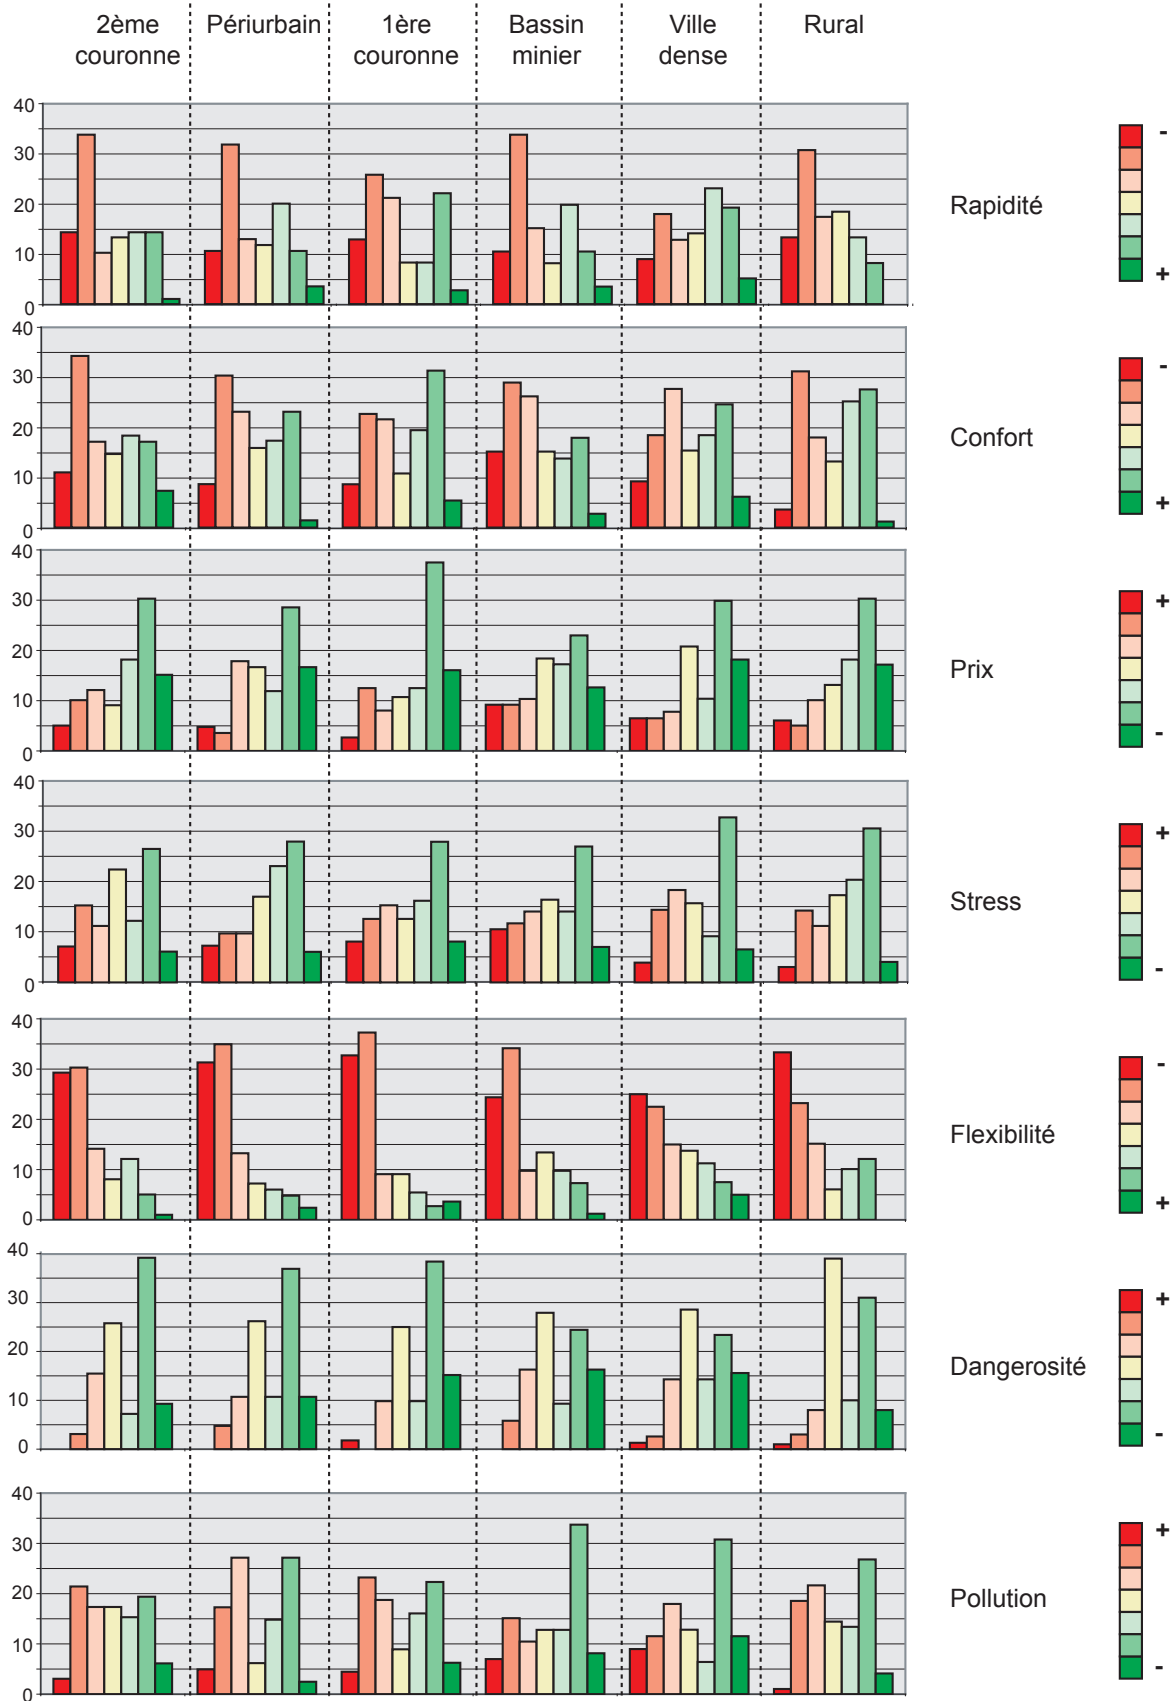 2ème
couronne
Périurbain
1ère
couronne
Bassin
minier
Ville
dense
Rural
40
30
20
10
0
Rapidité
-
+
40
30
20
10
0
Confort
-
+
40
30
20
10
0
Prix
+
-
40
30
20
10
0
Stress
+
-
40
30
20
10
0
Flexibilité
-
+
40
30
20
10
0
Dangerosité
+
-
40
30
20
10
0
Pollution
+
-